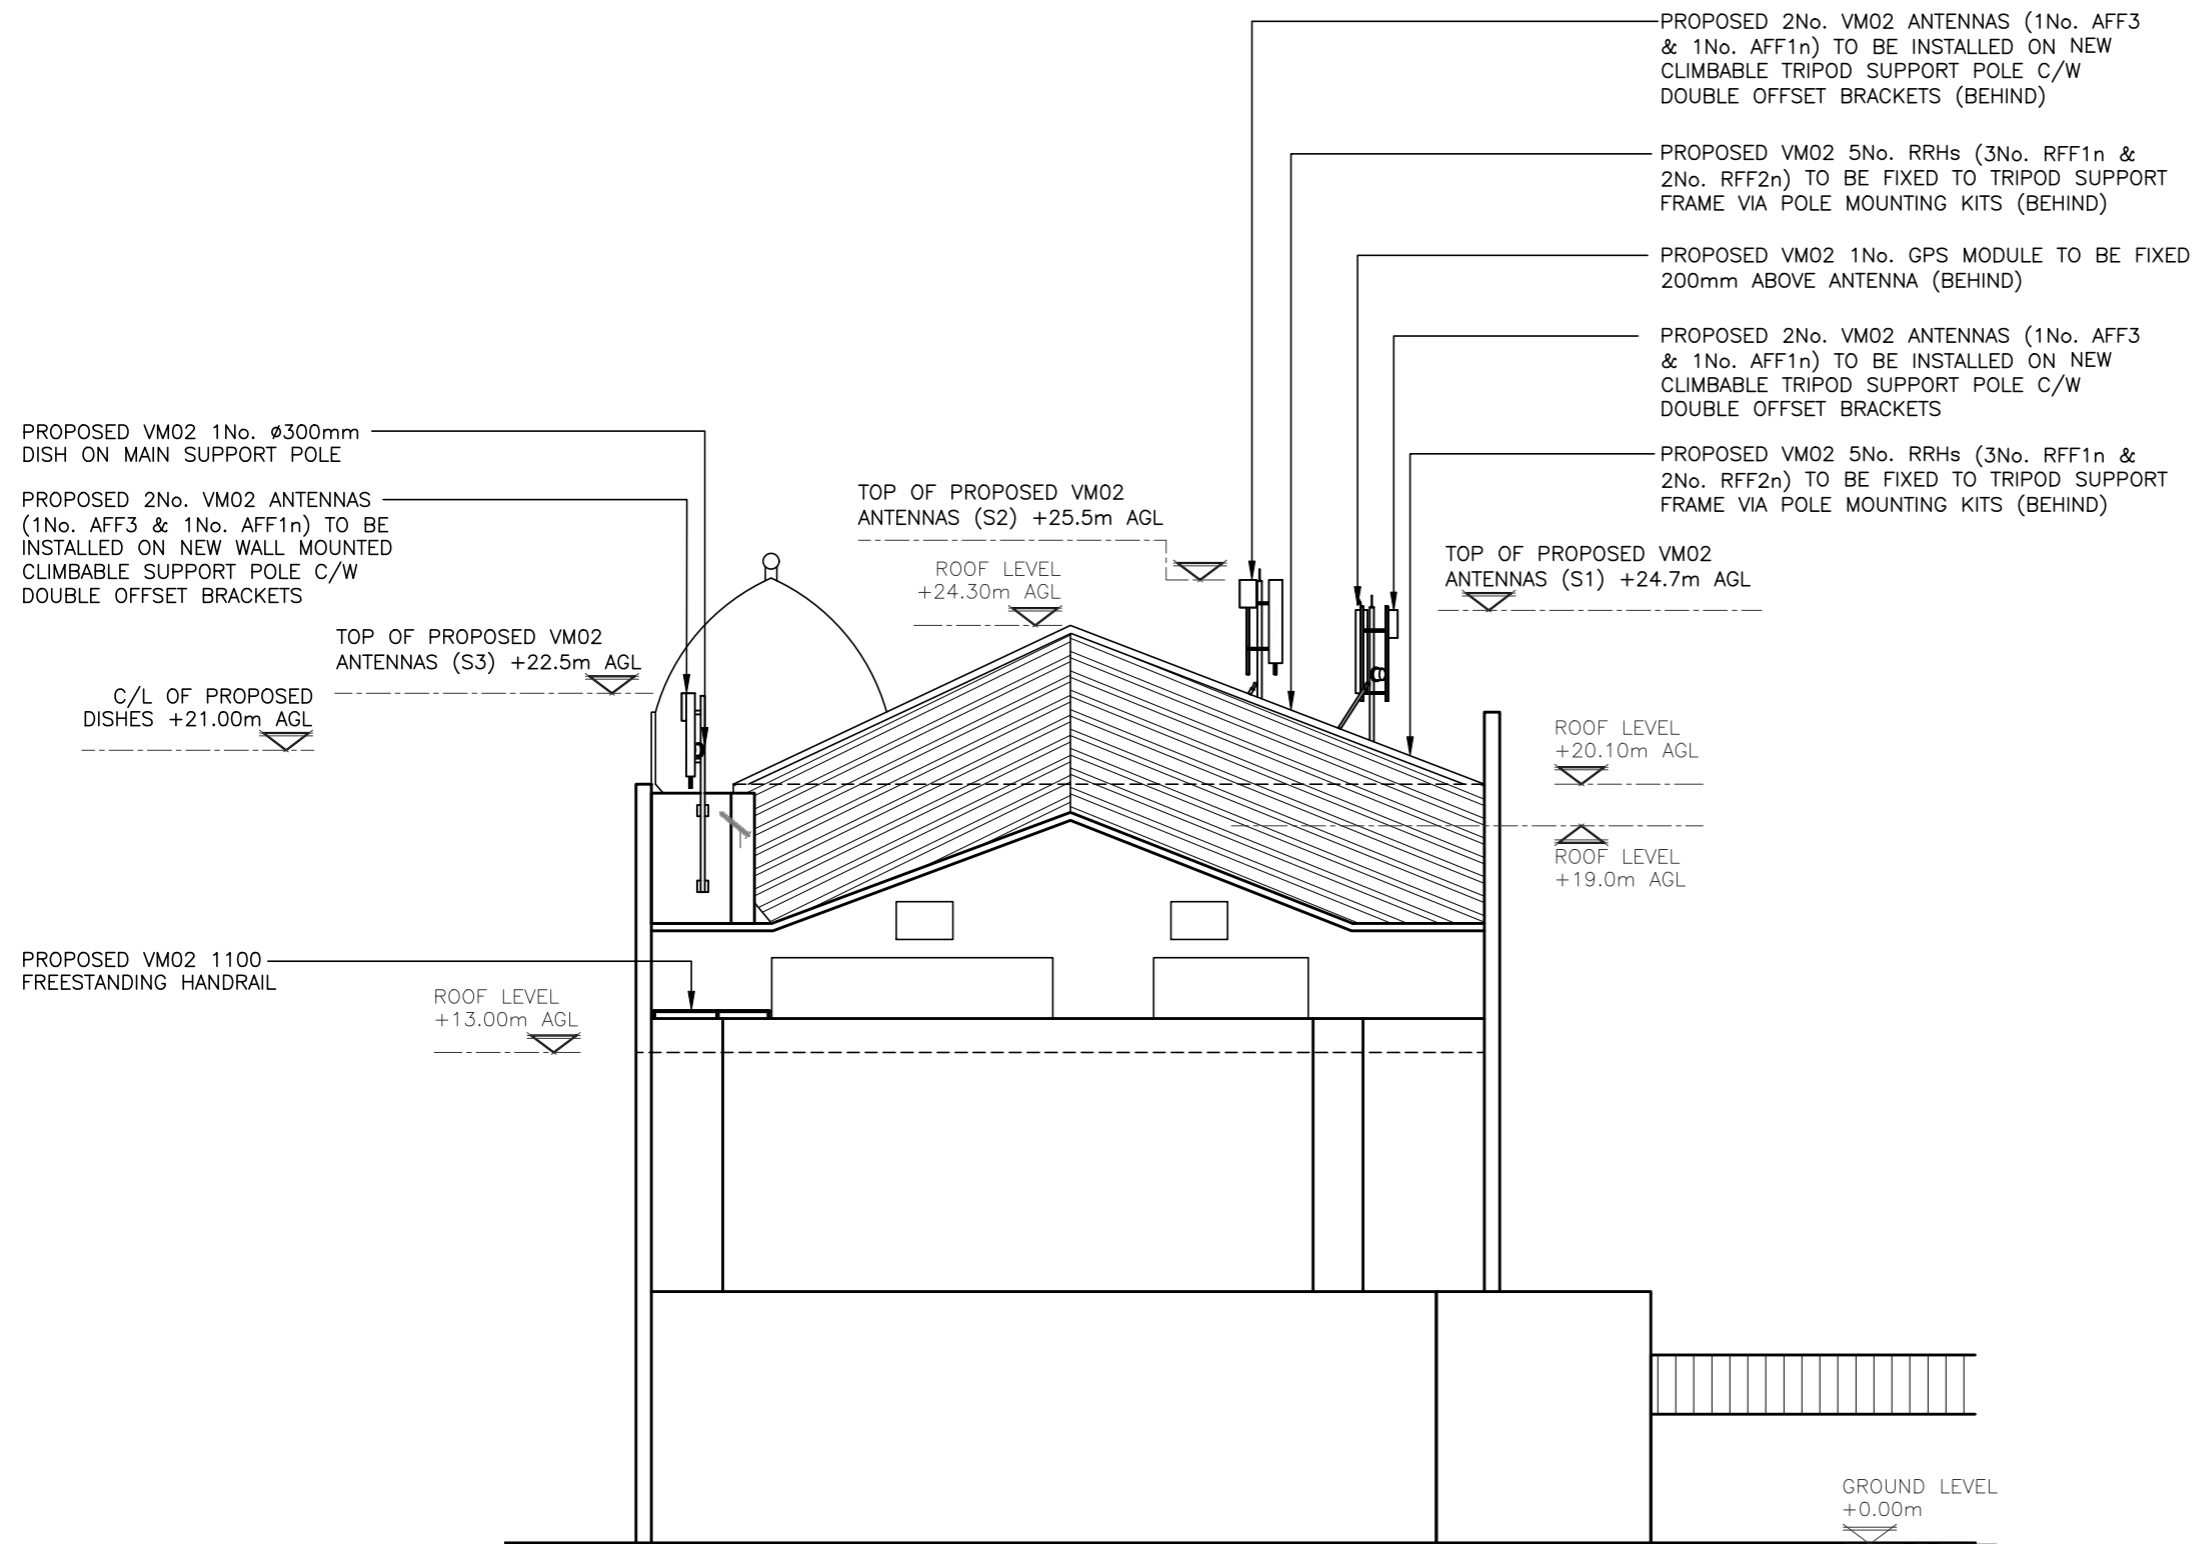 PROPOSED 2No. VM02 ANTENNAS (1No. AFF3
& 1No. AFF1n) TO BE INSTALLED ON NEW
CLIMBABLE TRIPOD SUPPORT POLE C/W
DOUBLE OFFSET BRACKETS (BEHIND)
PROPOSED VM02 5No. RRHs (3No. RFF1n &
2No. RFF2n) TO BE FIXED TO TRIPOD SUPPORT
FRAME VIA POLE MOUNTING KITS (BEHIND)
PROPOSED VM02 1No. GPS MODULE TO BE FIXED
200mm ABOVE ANTENNA (BEHIND)
PROPOSED 2No. VM02 ANTENNAS (1No. AFF3
& 1No. AFF1n) TO BE INSTALLED ON NEW
CLIMBABLE TRIPOD SUPPORT POLE C/W
DOUBLE OFFSET BRACKETS
PROPOSED VM02 5No. RRHs (3No. RFF1n &
2No. RFF2n) TO BE FIXED TO TRIPOD SUPPORT
FRAME VIA POLE MOUNTING KITS (BEHIND)
PROPOSED VM02 1No. ø300mm
DISH ON MAIN SUPPORT POLE
PROPOSED 2No. VM02 ANTENNAS
(1No. AFF3 & 1No. AFF1n) TO BE
INSTALLED ON NEW WALL MOUNTED
CLIMBABLE SUPPORT POLE C/W
DOUBLE OFFSET BRACKETS
TOP OF PROPOSED VM02
ANTENNAS (S2) +25.5m AGL
ROOF LEVEL
+24.30m AGL
TOP OF PROPOSED VM02
ANTENNAS (S1) +24.7m AGL
TOP OF PROPOSED VM02
ANTENNAS (S3) +22.5m AGL
C/L OF PROPOSED
DISHES +21.00m AGL
ROOF LEVEL
+20.10m AGL
ROOF LEVEL
+19.0m AGL
PROPOSED VM02 1100
FREESTANDING HANDRAIL
ROOF LEVEL
+13.00m AGL
GROUND LEVEL
+0.00m